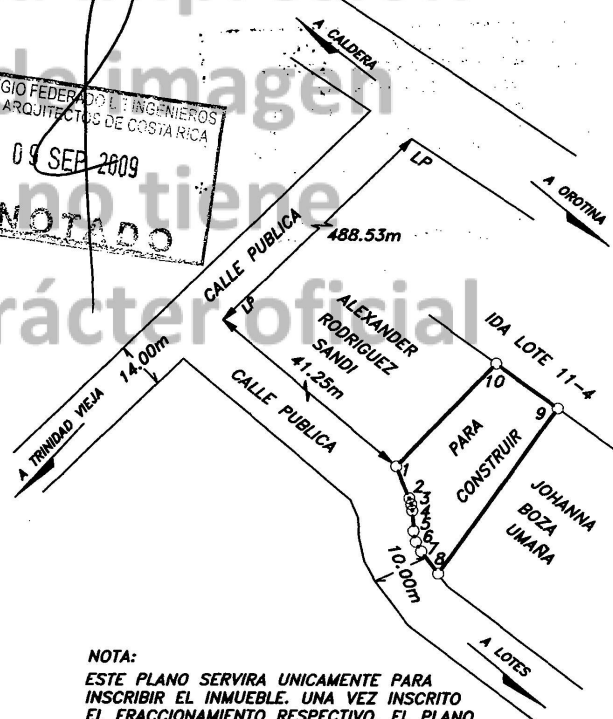 de imagen
no tiene
carácter oficial
GIO FEDERADO DE INGENIEROS
ARQUITECTOS DE COSTA RICA
09 SEP 2009
NOTADO
A CALDERA
A OROTINA
LP
488.53m
CALLE PUBLICA
LP
ALEXANDER
RODRIGUEZ
SANDI
41.25m
CALLE PUBLICA
14.00m
A TRINIDAD VIEJA
IDA LOTE 11-4
10
9
PARA
CONSTRUIR
JOHANNA
BOZA
UMAÑA
1
2
3
4
5
6
7
8
10.00m
A LOTES
NOTA:
ESTE PLANO SERVIRA UNICAMENTE PARA
INSCRIBIR EL INMUEBLE. UNA VEZ INSCRITO
EL FRACCIONAMIENTO RESPECTIVO, EL PLANO